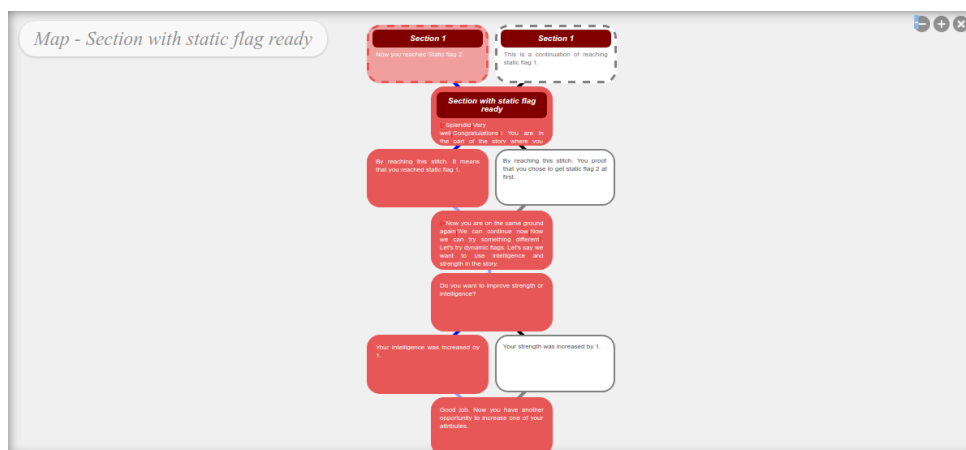 Map - Section with static flag ready
Section 1
Now you reached Static flag 2.
Section 1
This is a continuation of reaching
static flag 1.
Section with static flag
ready
Splendid Very
well Congratulations ! You are in
the part of the story where you
By reaching this stitch. It means
that you reached static flag 1.
By reaching this stitch. You proof
that you chose to get static flag 2 at
first.
Now you are on the same ground
again We can continue now Now
we can try something different .
Let's try dynamic flags. Let's say we
want to use intelligence and
strength in the story.
Do you want to improve strength or
intelligence?
Your intelligence was increased by
1.
Your strength was increased by 1.
Good job. Now you have another
opportunity to increase one of your
attributes.